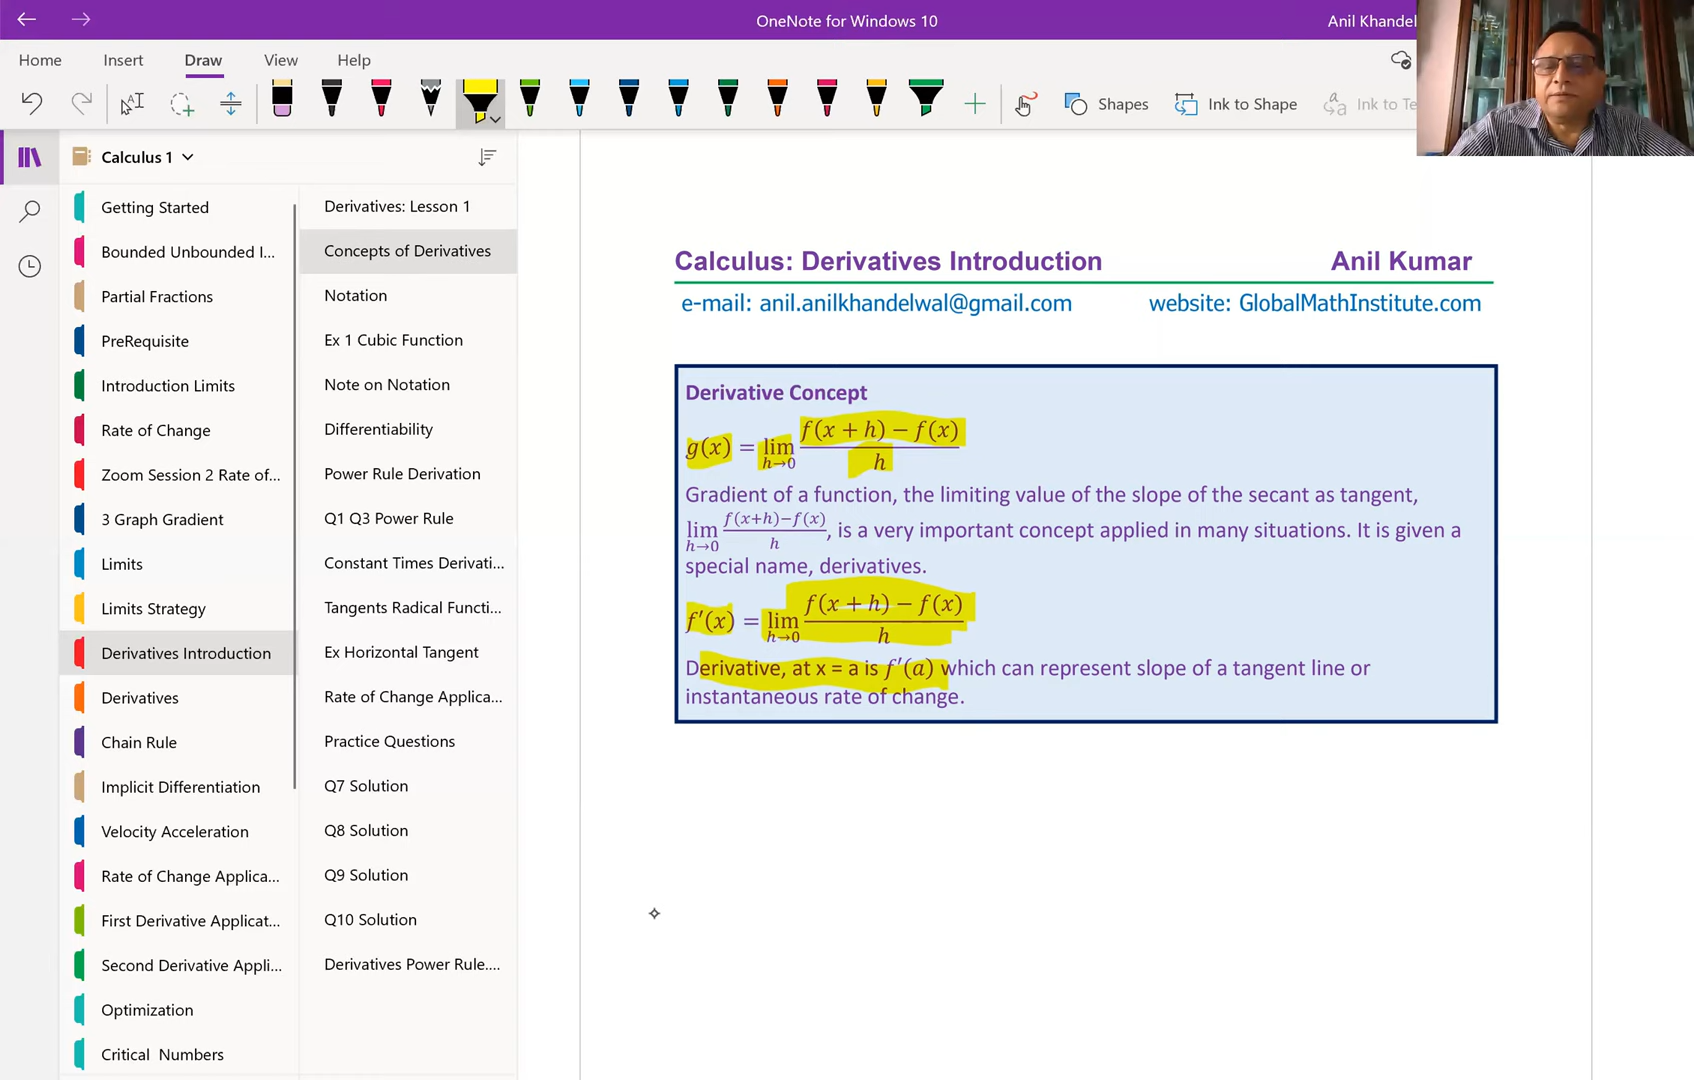 OneNote for Windows 10
Anil Khandel
Home Insert Draw View Help
Shapes Ink to Shape Ink to Te
Calculus 1
Getting Started
Bounded Unbounded I...
Partial Fractions
PreRequisite
Introduction Limits
Rate of Change
Zoom Session 2 Rate of...
3 Graph Gradient
Limits
Limits Strategy
Derivatives Introduction
Derivatives
Chain Rule
Implicit Differentiation
Velocity Acceleration
Rate of Change Applica...
First Derivative Applicat...
Second Derivative Appli...
Optimization
Critical Numbers
Derivatives: Lesson 1
Concepts of Derivatives
Notation
Ex 1 Cubic Function
Note on Notation
Differentiability
Power Rule Derivation
Q1 Q3 Power Rule
Constant Times Derivati...
Tangents Radical Functi...
Ex Horizontal Tangent
Rate of Change Applica...
Practice Questions
Q7 Solution
Q8 Solution
Q9 Solution
Q10 Solution
Derivatives Power Rule....
Calculus: Derivatives Introduction Anil Kumar
e-mail: anil.anilkhandelwal@gmail.com website: GlobalMathInstitute.com
Derivative Concept
g(x) = lim h→0 f(x + h) − f(x) / h
Gradient of a function, the limiting value of the slope of the secant as tangent,
lim h→0 f(x+h)−f(x) / h, is a very important concept applied in many situations. It is given a
special name, derivatives.
f′(x) = lim h→0 f(x + h) − f(x) / h
Derivative, at x = a is f′(a) which can represent slope of a tangent line or
instantaneous rate of change.